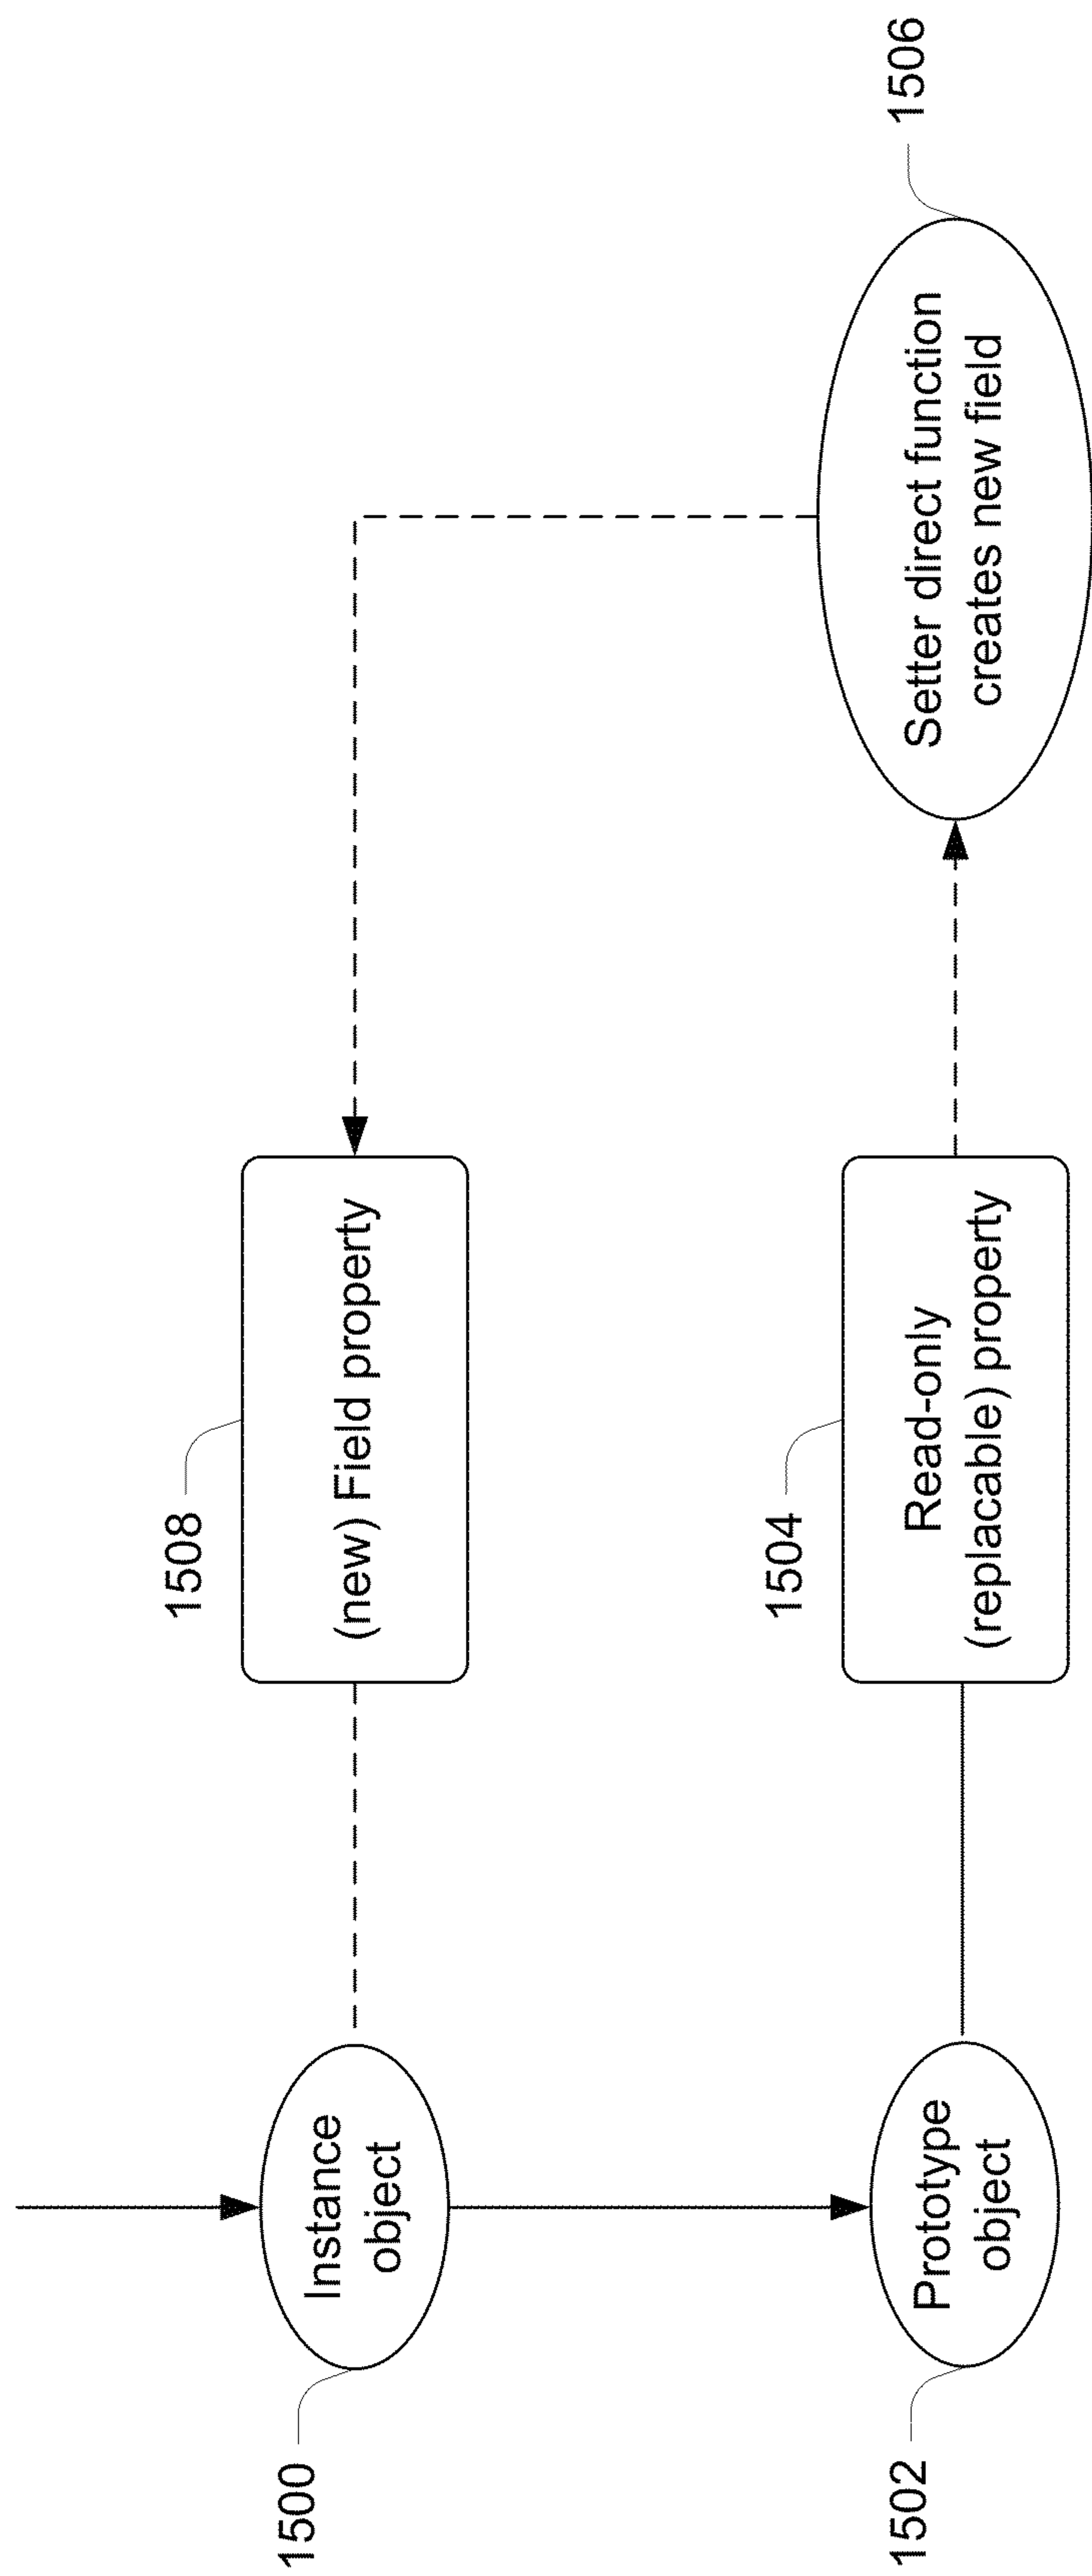 1508
(new) Field property
1500
Instance
object
1504
Read-only
(replacable) property
1506
Setter direct function
creates new field
1502
Prototype
object